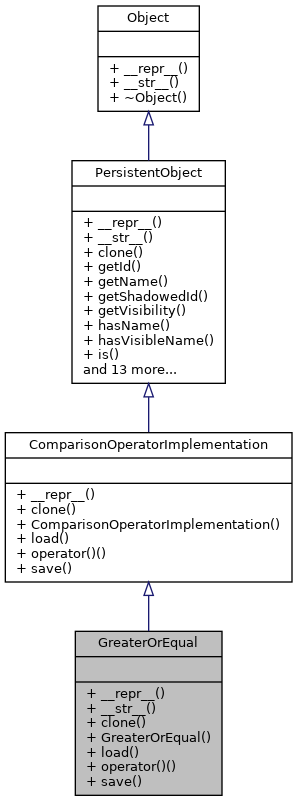 Object
+ __repr__()
+ __str__()
+ ~Object()
PersistentObject
+ __repr__()
+ __str__()
+ clone()
+ getId()
+ getName()
+ getShadowedId()
+ getVisibility()
+ hasName()
+ hasVisibleName()
+ is()
and 13 more...
ComparisonOperatorImplementation
+ __repr__()
+ clone()
+ ComparisonOperatorImplementation()
+ load()
+ operator()()
+ save()
GreaterOrEqual
+ __repr__()
+ __str__()
+ clone()
+ GreaterOrEqual()
+ load()
+ operator()()
+ save()